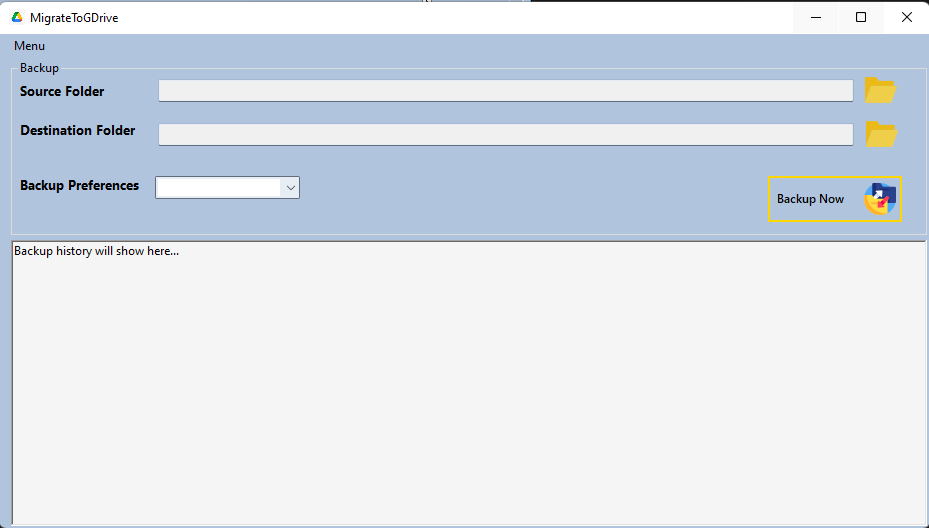 MigrateToGDrive
Menu
Backup
Source Folder
Destination Folder
Backup Preferences
Backup Now
Backup history will show here...